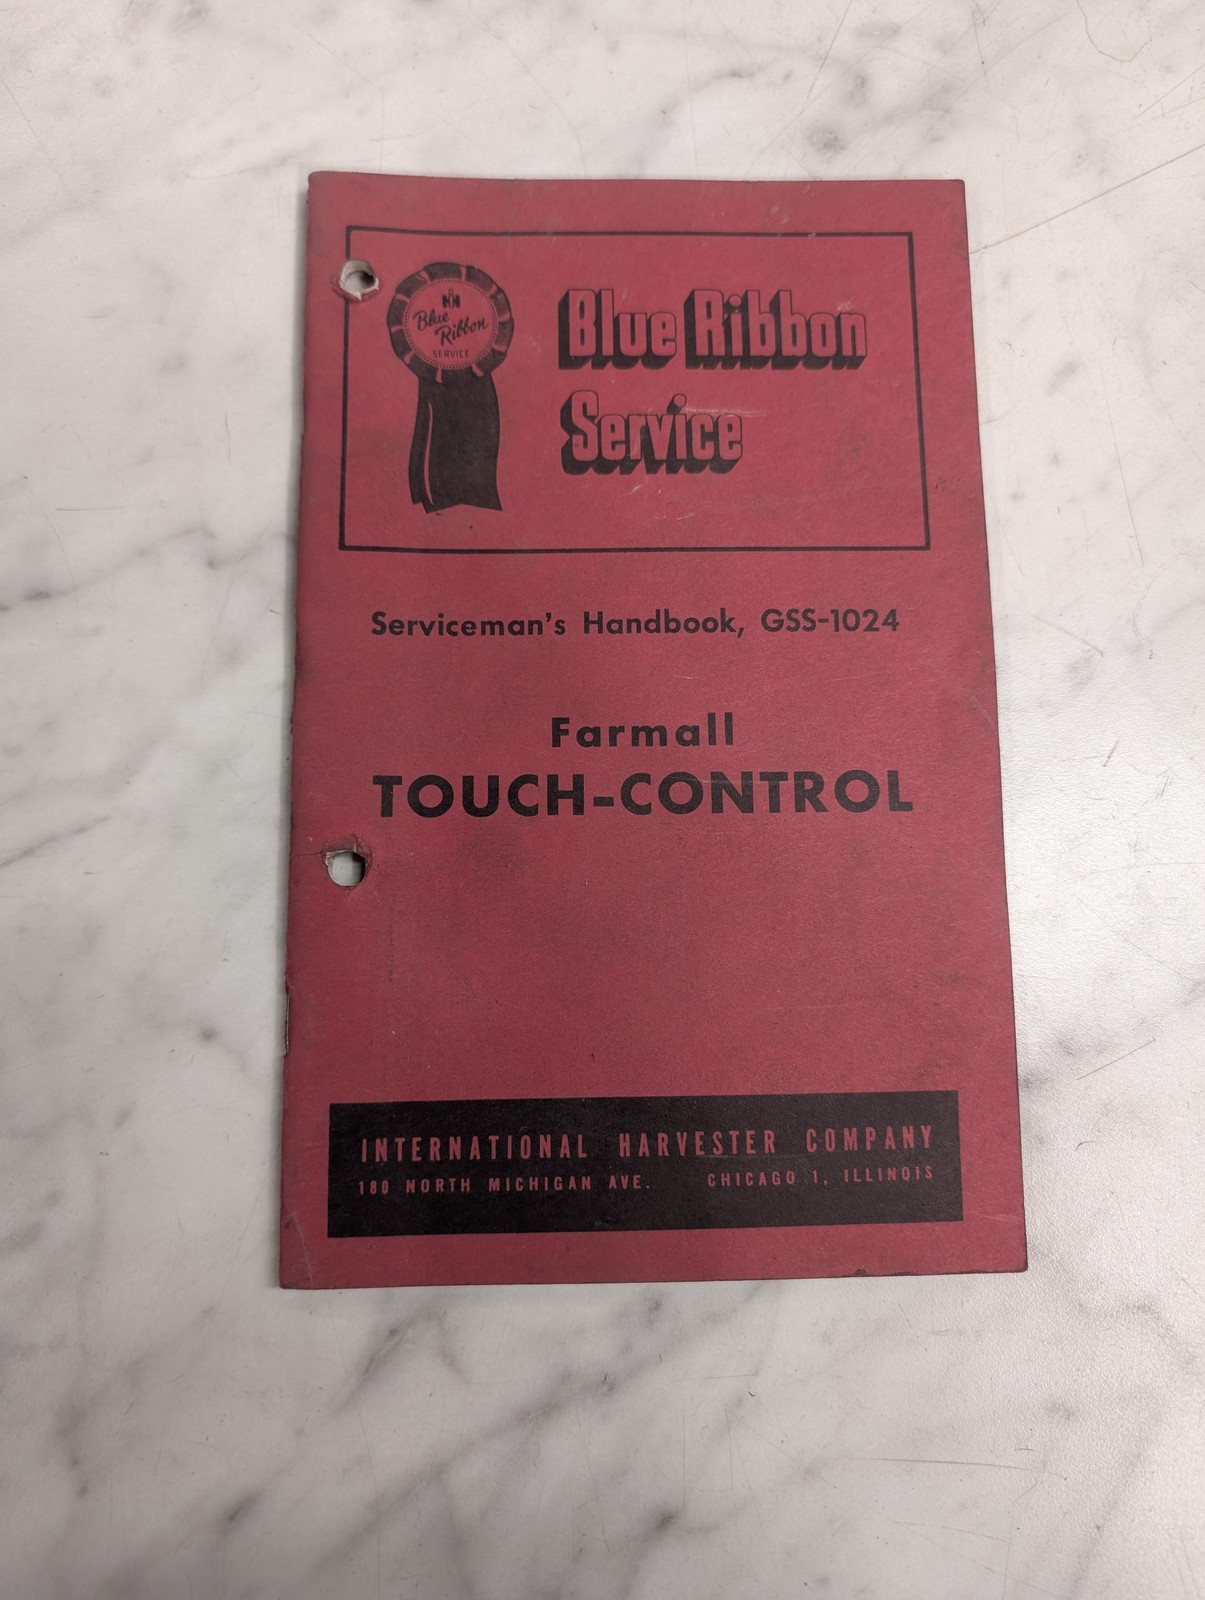 IH
Blue
Ribbon
SERVICE
Blue Ribbon
Service
Serviceman's Handbook, GSS-1024
Farmall
TOUCH-CONTROL
INTERNATIONAL HARVESTER COMPANY
180 NORTH MICHIGAN AVE. CHICAGO 1, ILLINOIS